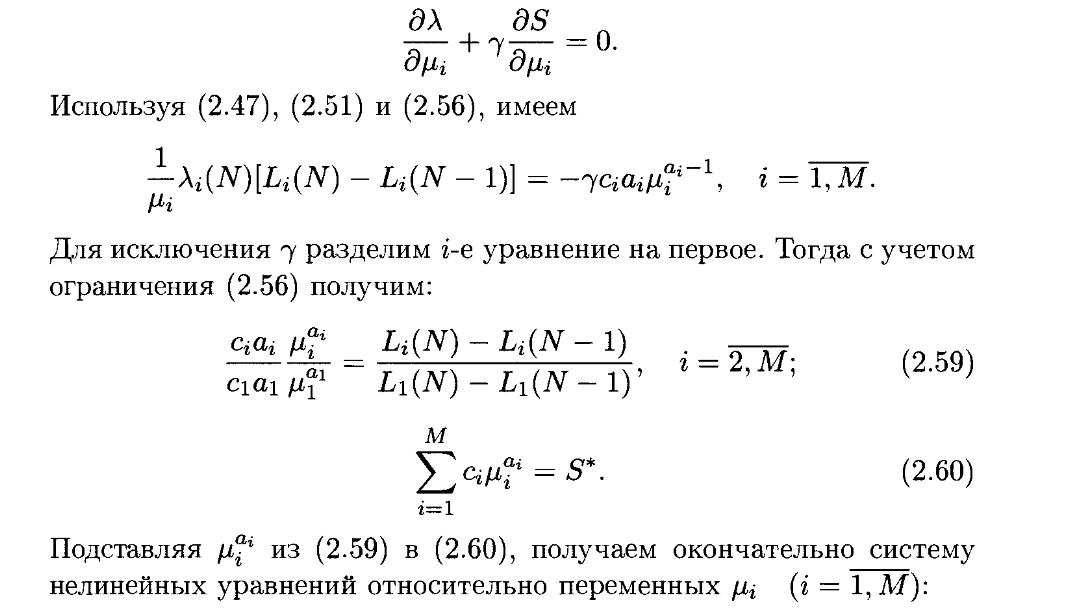 ∂λ/∂μ_i + γ ∂S/∂μ_i = 0.
Используя (2.47), (2.51) и (2.56), имеем
1/μ_i λ_i(N)[L_i(N) − L_i(N − 1)] = −γc_i a_i μ_i^{a_i−1}, i = \overline{1, M}.
Для исключения γ разделим i-е уравнение на первое. Тогда с учетом
ограничения (2.56) получим:
c_i a_i/c_1 a_1 μ_i^{a_i}/μ_1^{a_1} = L_i(N) − L_i(N − 1)/L_1(N) − L_1(N − 1), i = \overline{2, M}; (2.59)
\sum_{i=1}^{M} c_i μ_i^{a_i} = S^*. (2.60)
Подставляя μ_i^{a_i} из (2.59) в (2.60), получаем окончательно систему
нелинейных уравнений относительно переменных μ_i (i = \overline{1, M}):